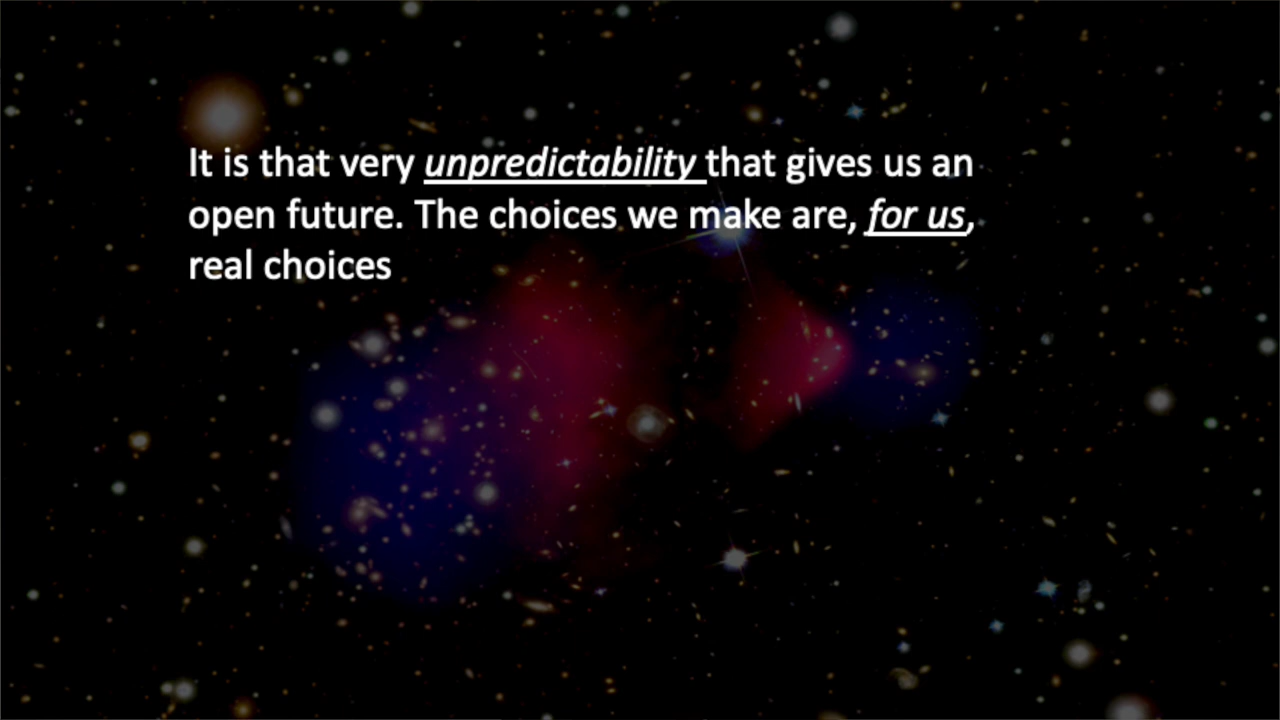 It is that very unpredictability that gives us an
open future. The choices we make are, for us,
real choices